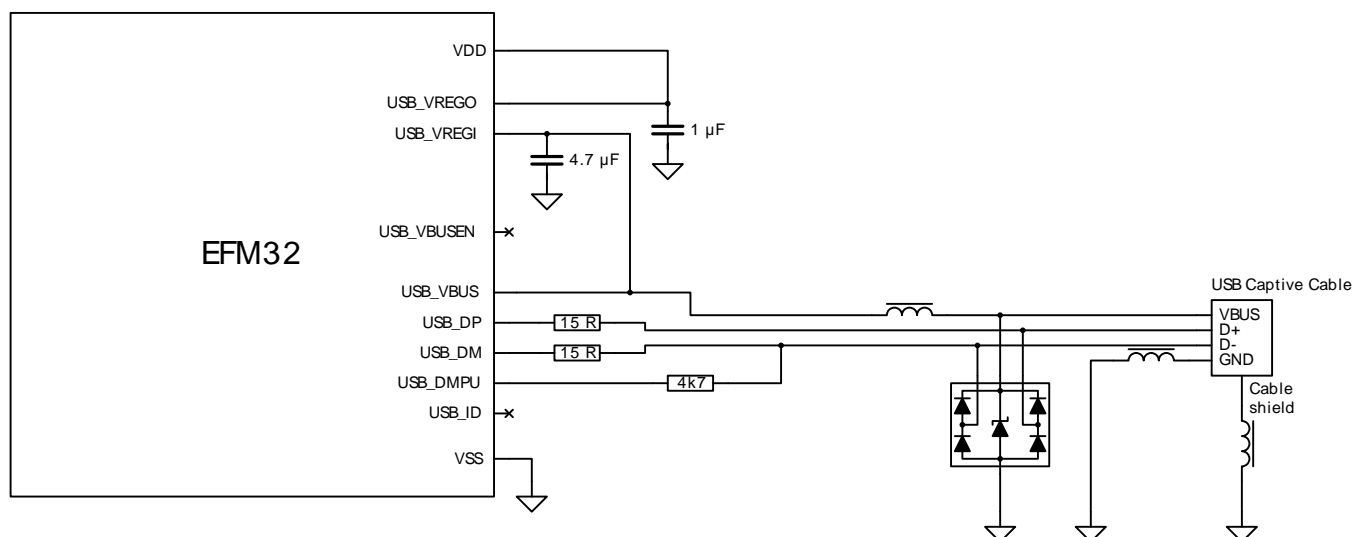 VDD
USB_VREGO
USB_VREGI
1 µF
4.7 µF
USB_VBUSEN
EFM32
USB_VBUS
USB Captive Cable
VBUS
USB_DP
15 R
D+
USB_DM
15 R
D-
GND
USB_DMPU
4k7
Cable
shield
USB_ID
VSS